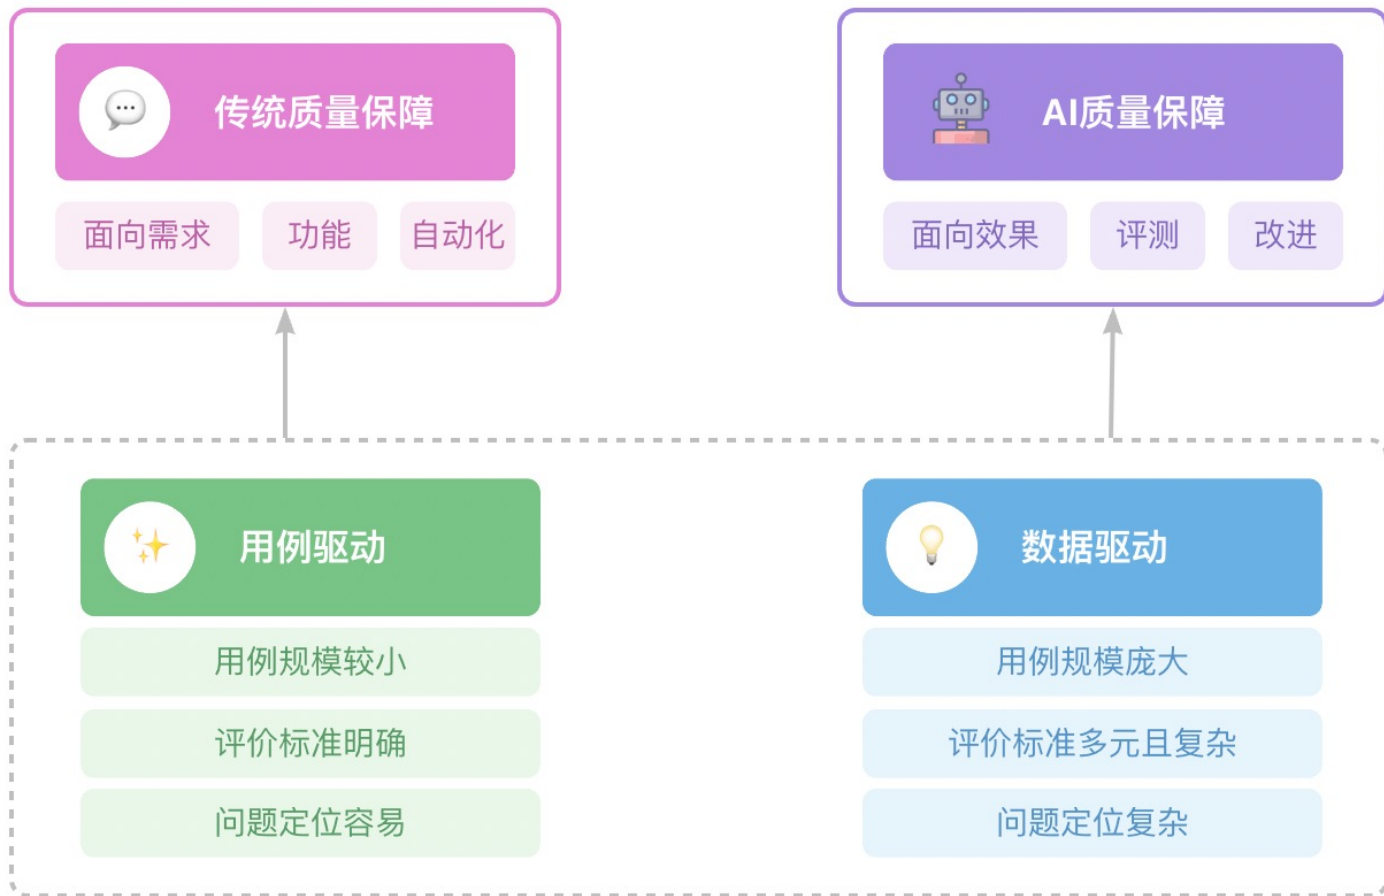 传统质量保障
AI质量保障
面向需求
功能
自动化
面向效果
评测
改进
用例驱动
数据驱动
用例规模较小
用例规模庞大
评价标准明确
评价标准多元且复杂
问题定位容易
问题定位复杂